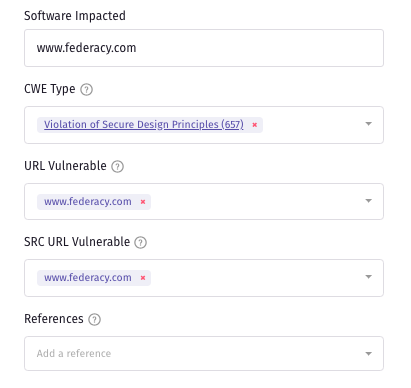 Software Impacted
www.federacy.com
CWE Type ?
Violation of Secure Design Principles (657) ×
URL Vulnerable ?
www.federacy.com ×
SRC URL Vulnerable ?
www.federacy.com ×
References ?
Add a reference